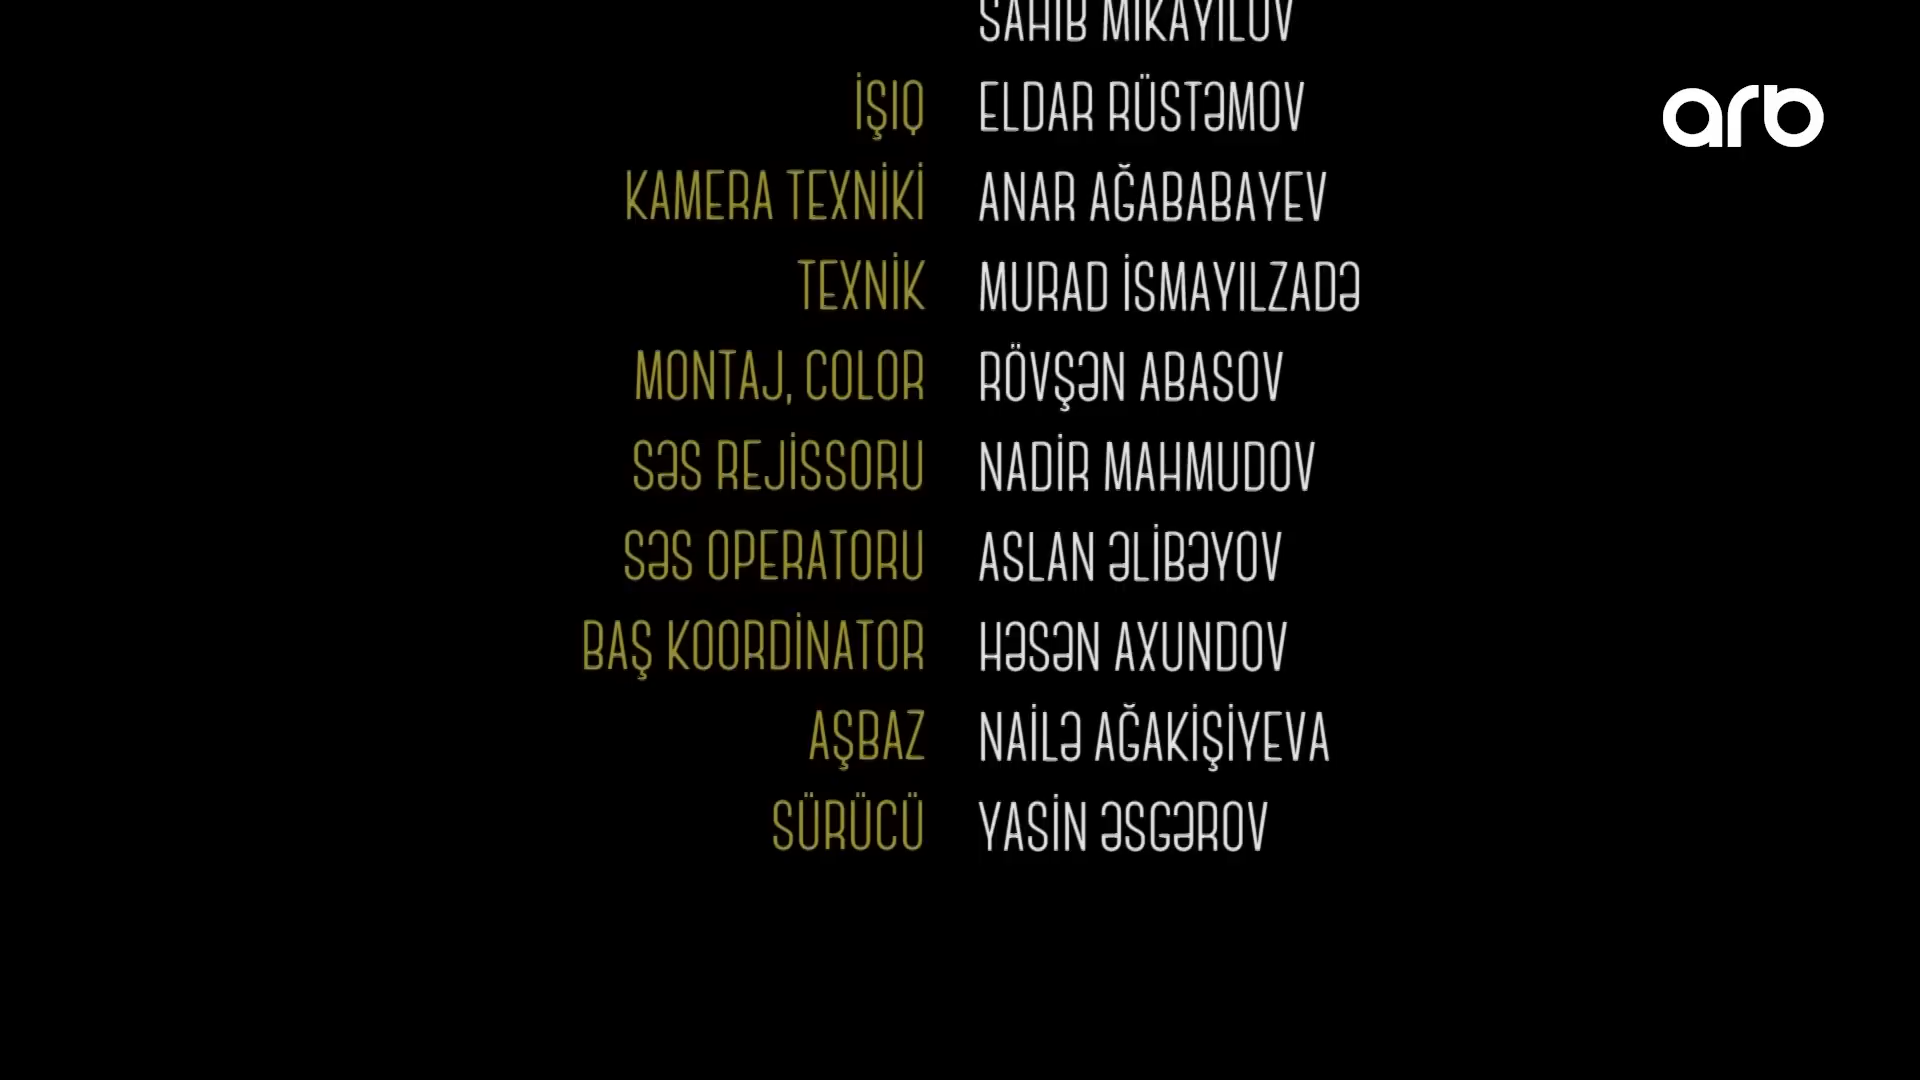 SAHİB MİKAYILOV
İŞIQ ELDAR RÜSTƏMOV
arb
KAMERA TEXNİKİ ANAR AĞABABAYEV
TEXNİK MURAD İSMAYILZADƏ
MONTAJ, COLOR RÖVŞƏN ABASOV
SƏS REJİSSORU NADİR MAHMUDOV
SƏS OPERATORU ASLAN ƏLİBƏYOV
BAŞ KOORDİNATOR HƏSƏN AXUNDOV
AŞBAZ NAİLƏ AĞAKİŞİYEVA
SÜRÜCÜ YASİN ƏSGƏROV